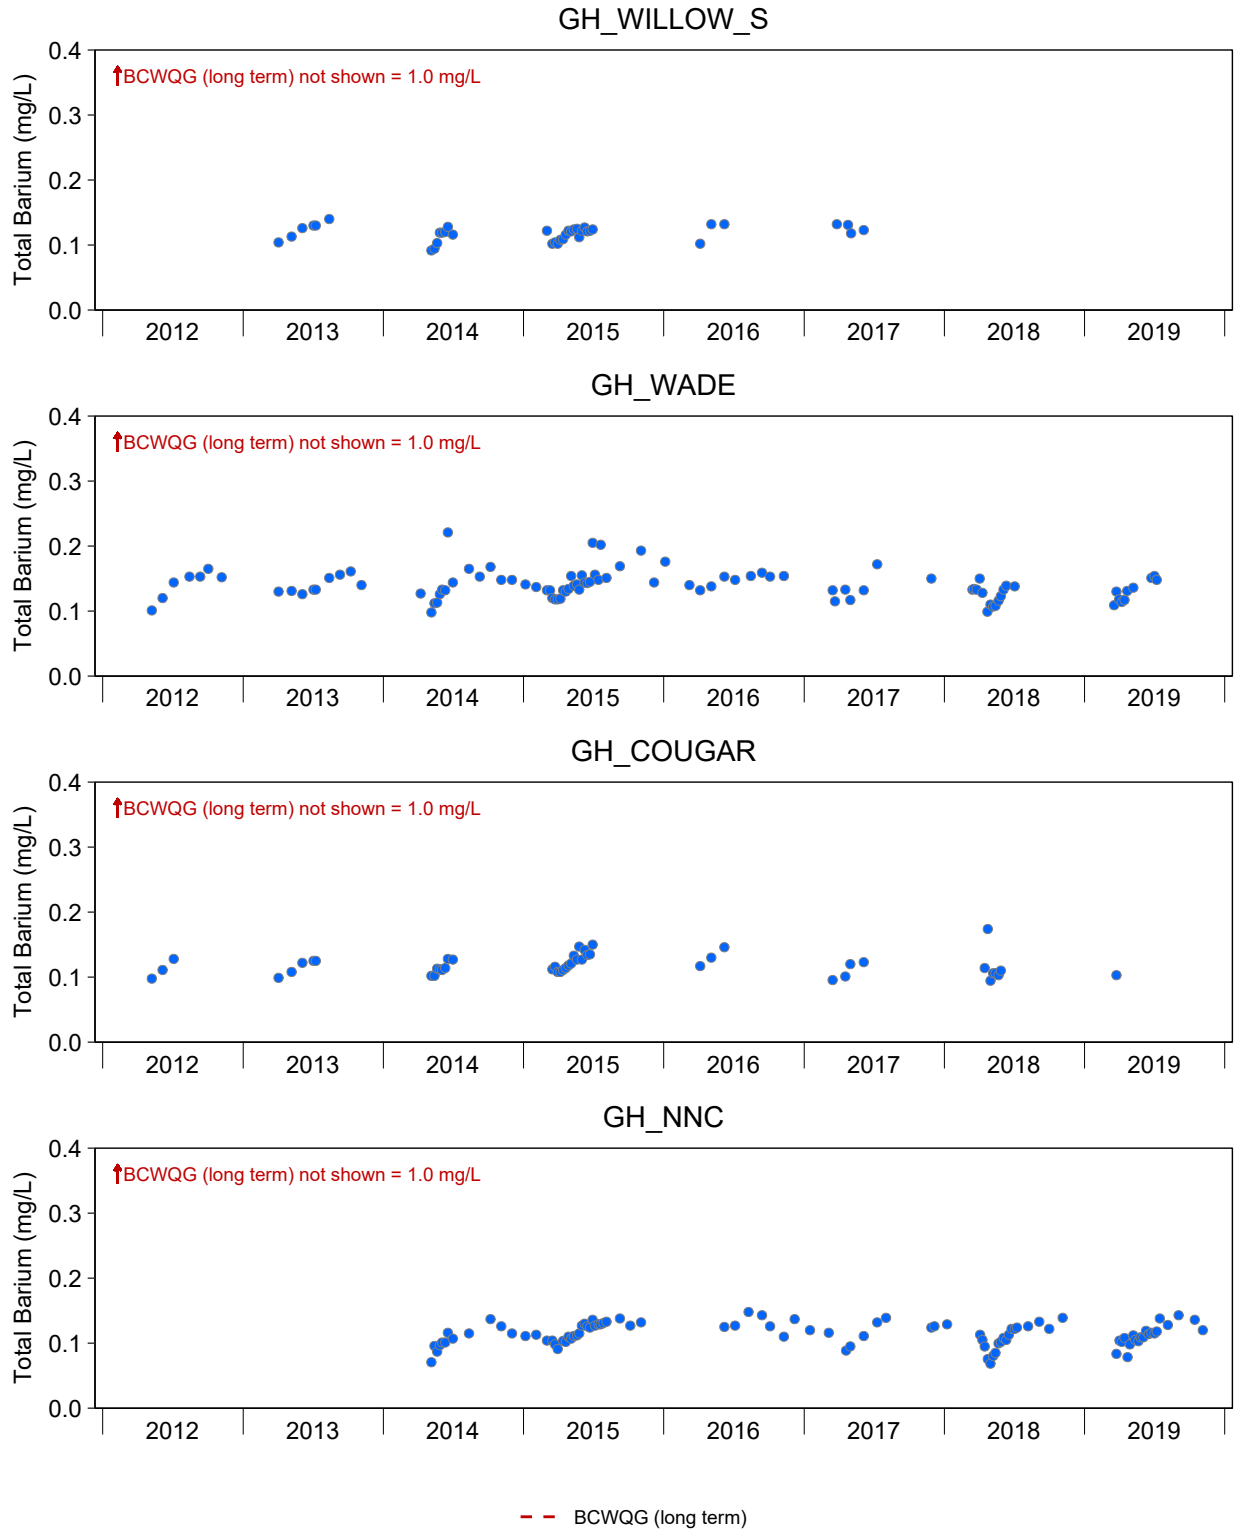 GH_WILLOW_S
BCWQG (long term) not shown = 1.0 mg/L
Total Barium (mg/L)
0.4
0.3
0.2
0.1
0.0
2012 2013 2014 2015 2016 2017 2018 2019
GH_WADE
BCWQG (long term) not shown = 1.0 mg/L
Total Barium (mg/L)
0.4
0.3
0.2
0.1
0.0
2012 2013 2014 2015 2016 2017 2018 2019
GH_COUGAR
BCWQG (long term) not shown = 1.0 mg/L
Total Barium (mg/L)
0.4
0.3
0.2
0.1
0.0
2012 2013 2014 2015 2016 2017 2018 2019
GH_NNC
BCWQG (long term) not shown = 1.0 mg/L
Total Barium (mg/L)
0.4
0.3
0.2
0.1
0.0
2012 2013 2014 2015 2016 2017 2018 2019
BCWQG (long term)